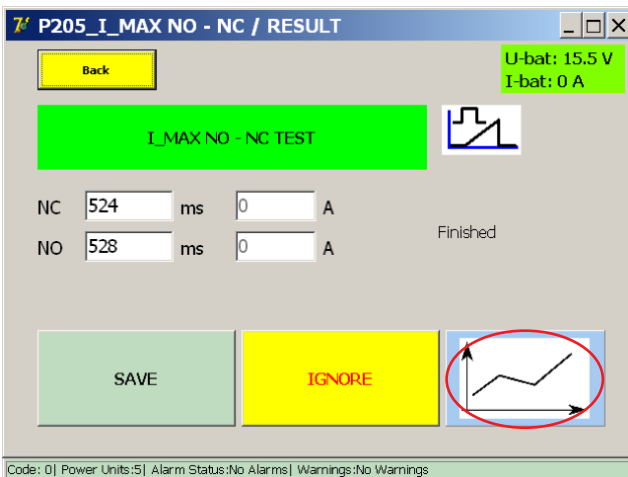 P205_I_MAX NO - NC / RESULT
Back
U-bat: 15.5 V
I-bat: 0 A
I_MAX NO - NC TEST
NC 524 ms 0 A
NO 528 ms 0 A
Finished
SAVE
IGNORE
Code: 0| Power Units:5| Alarm Status:No Alarms| Warnings:No Warnings